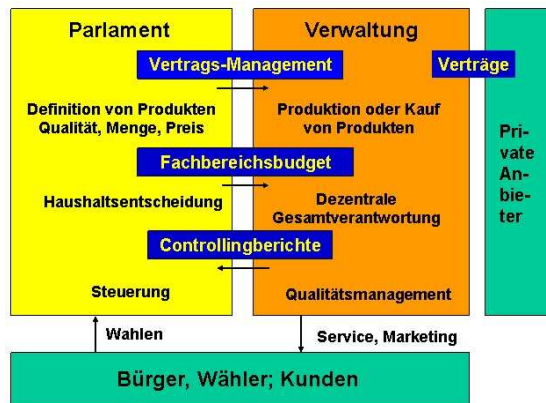 Parlament
Verwaltung
Vertrags-Management
Verträge
Definition von Produkten
Qualität, Menge, Preis
Produktion oder Kauf
von Produkten
Pri-
vate
An-
bie-
ter
Fachbereichsbudget
Haushaltsentscheidung
Dezentrale
Gesamtverantwortung
Controllingberichte
Steuerung
Qualitätsmanagement
Wahlen
Service, Marketing
Bürger, Wähler; Kunden